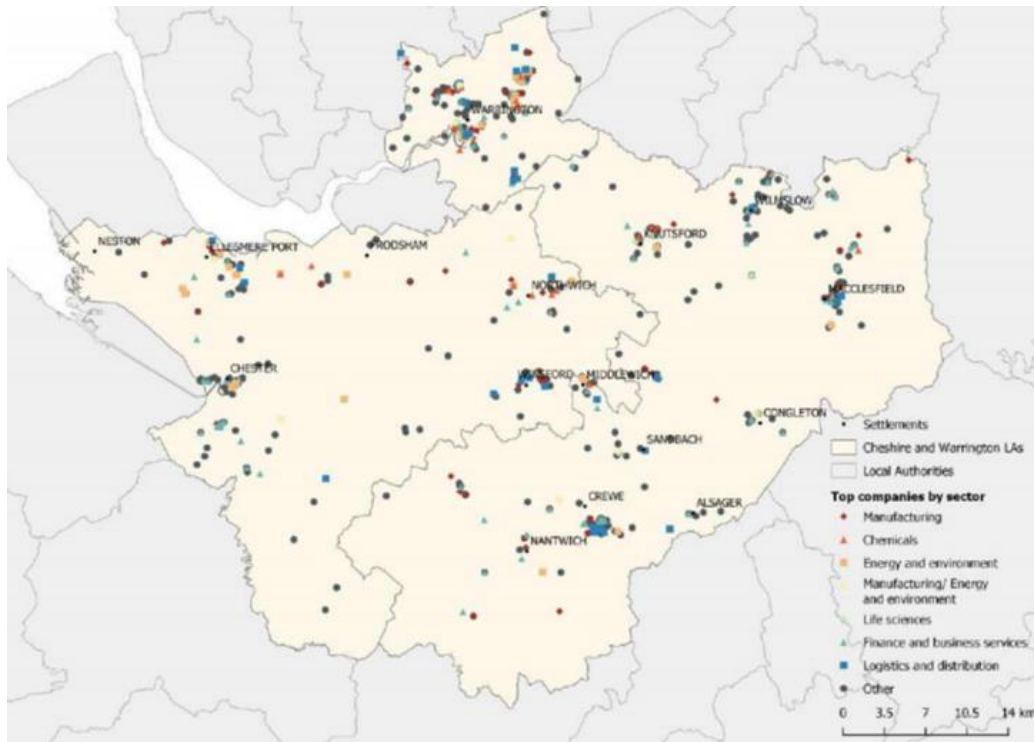 WARRINGTON
WILMSLOW
KNUTSFORD
NESTON
ELLESMERE PORT
FRODSHAM
NORTHWICH
MACCLESFIELD
CHESTER
WINSFORD
MIDDLEWICH
CONGLETON
SANDBACH
CREWE
ALSAGER
NANTWICH
Settlements
Cheshire and Warrington LAs
Local Authorities
Top companies by sector
Manufacturing
Chemicals
Energy and environment
Manufacturing/ Energy
and environment
Life sciences
Finance and business services
Logistics and distribution
Other
0 3.5 7 10.5 14 km